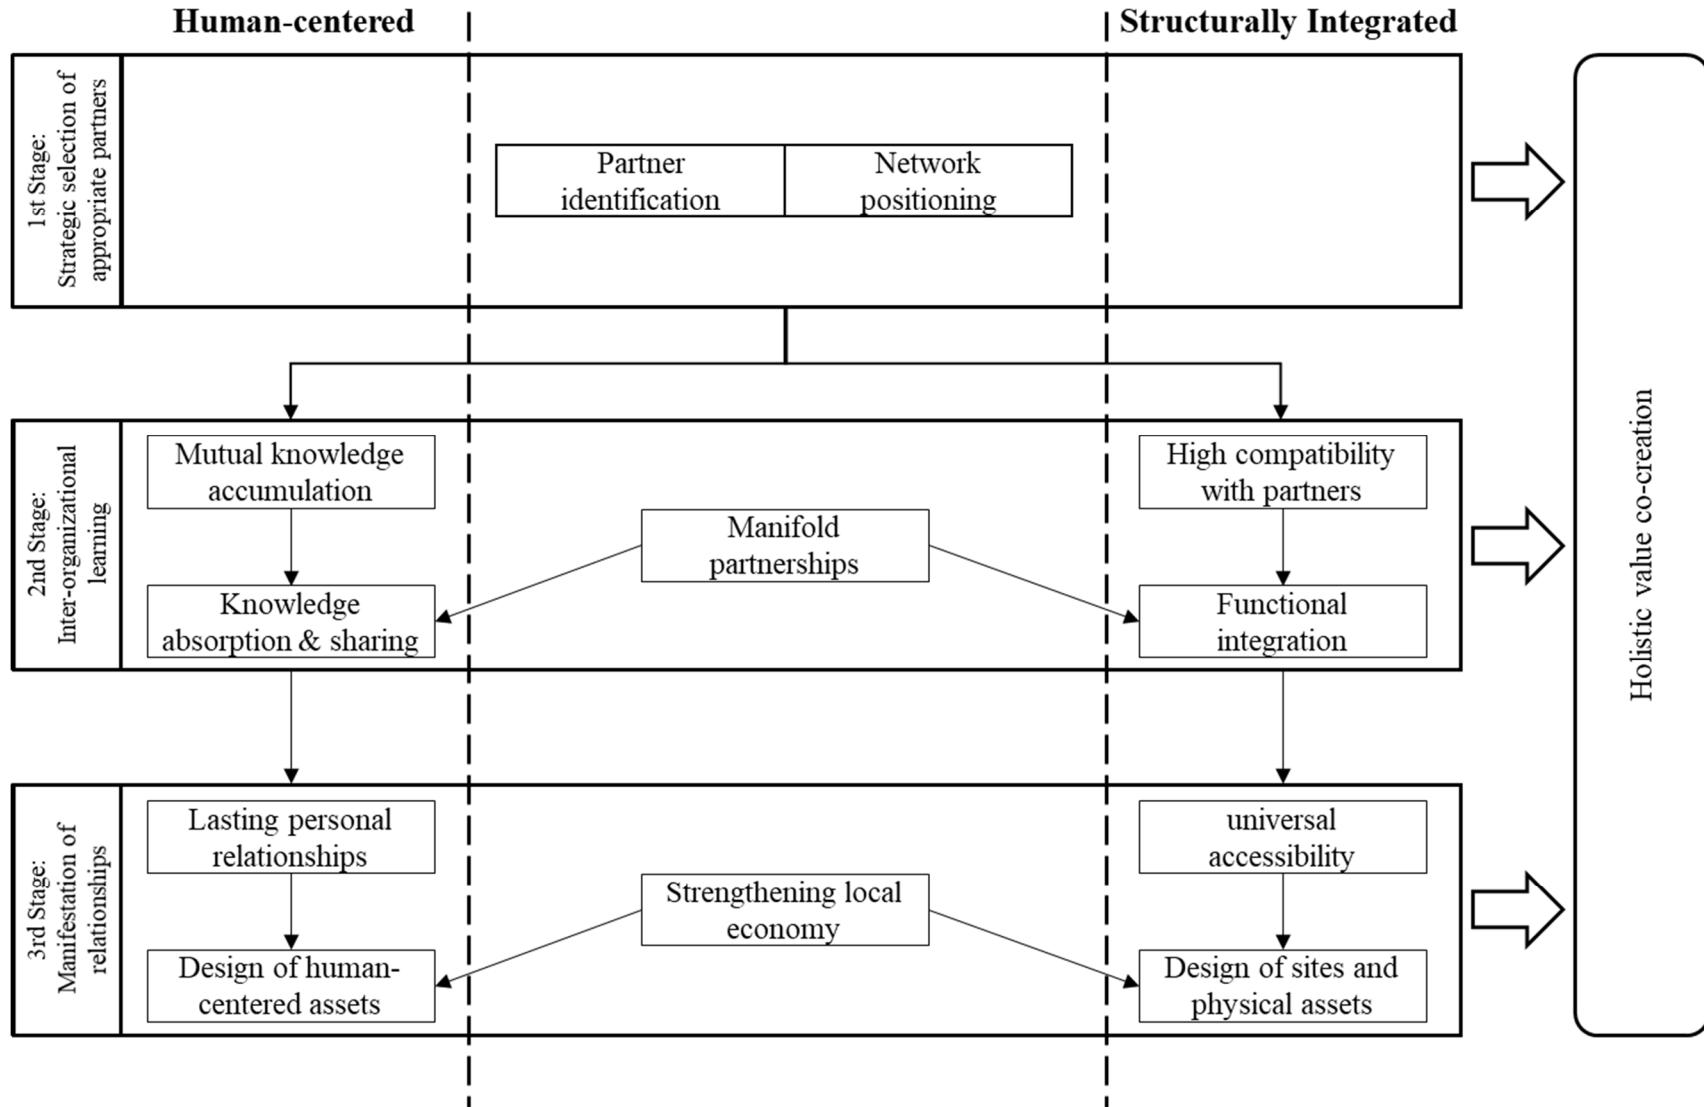 Human-centered
Structurally Integrated
1st Stage:
Strategic selection of
appropriate partners
Partner
identification
Network
positioning
2nd Stage:
Inter-organizational
learning
Mutual knowledge
accumulation
Knowledge
absorption & sharing
Manifold
partnerships
High compatibility
with partners
Functional
integration
3rd Stage:
Manifestation of
relationships
Lasting personal
relationships
Design of human-
centered assets
Strengthening local
economy
universal
accessibility
Design of sites and
physical assets
Holistic value co-creation